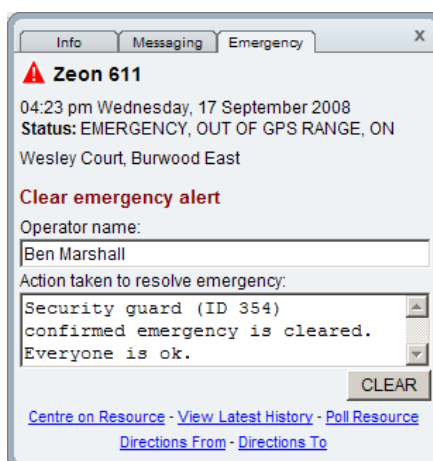 Info Messaging Emergency X
Zeon 611
04:23 pm Wednesday, 17 September 2008
Status: EMERGENCY, OUT OF GPS RANGE, ON
Wesley Court, Burwood East
Clear emergency alert
Operator name:
Ben Marshall
Action taken to resolve emergency:
Security guard (ID 354)
confirmed emergency is cleared.
Everyone is ok.
CLEAR
Centre on Resource - View Latest History - Poll Resource
Directions From - Directions To